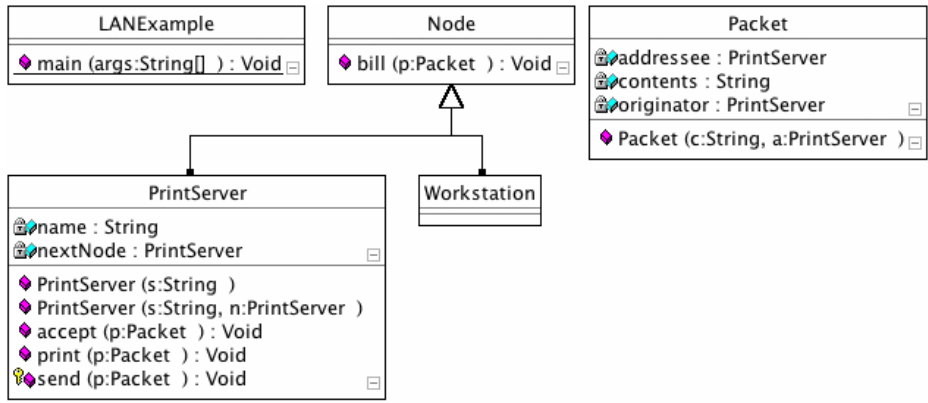 LANExample
main (args:String[]  ) : Void
Node
bill (p:Packet  ) : Void
Packet
addressee : PrintServer
contents : String
originator : PrintServer
Packet (c:String, a:PrintServer  )
PrintServer
name : String
nextNode : PrintServer
PrintServer (s:String  )
PrintServer (s:String, n:PrintServer  )
accept (p:Packet  ) : Void
print (p:Packet  ) : Void
send (p:Packet  ) : Void
Workstation